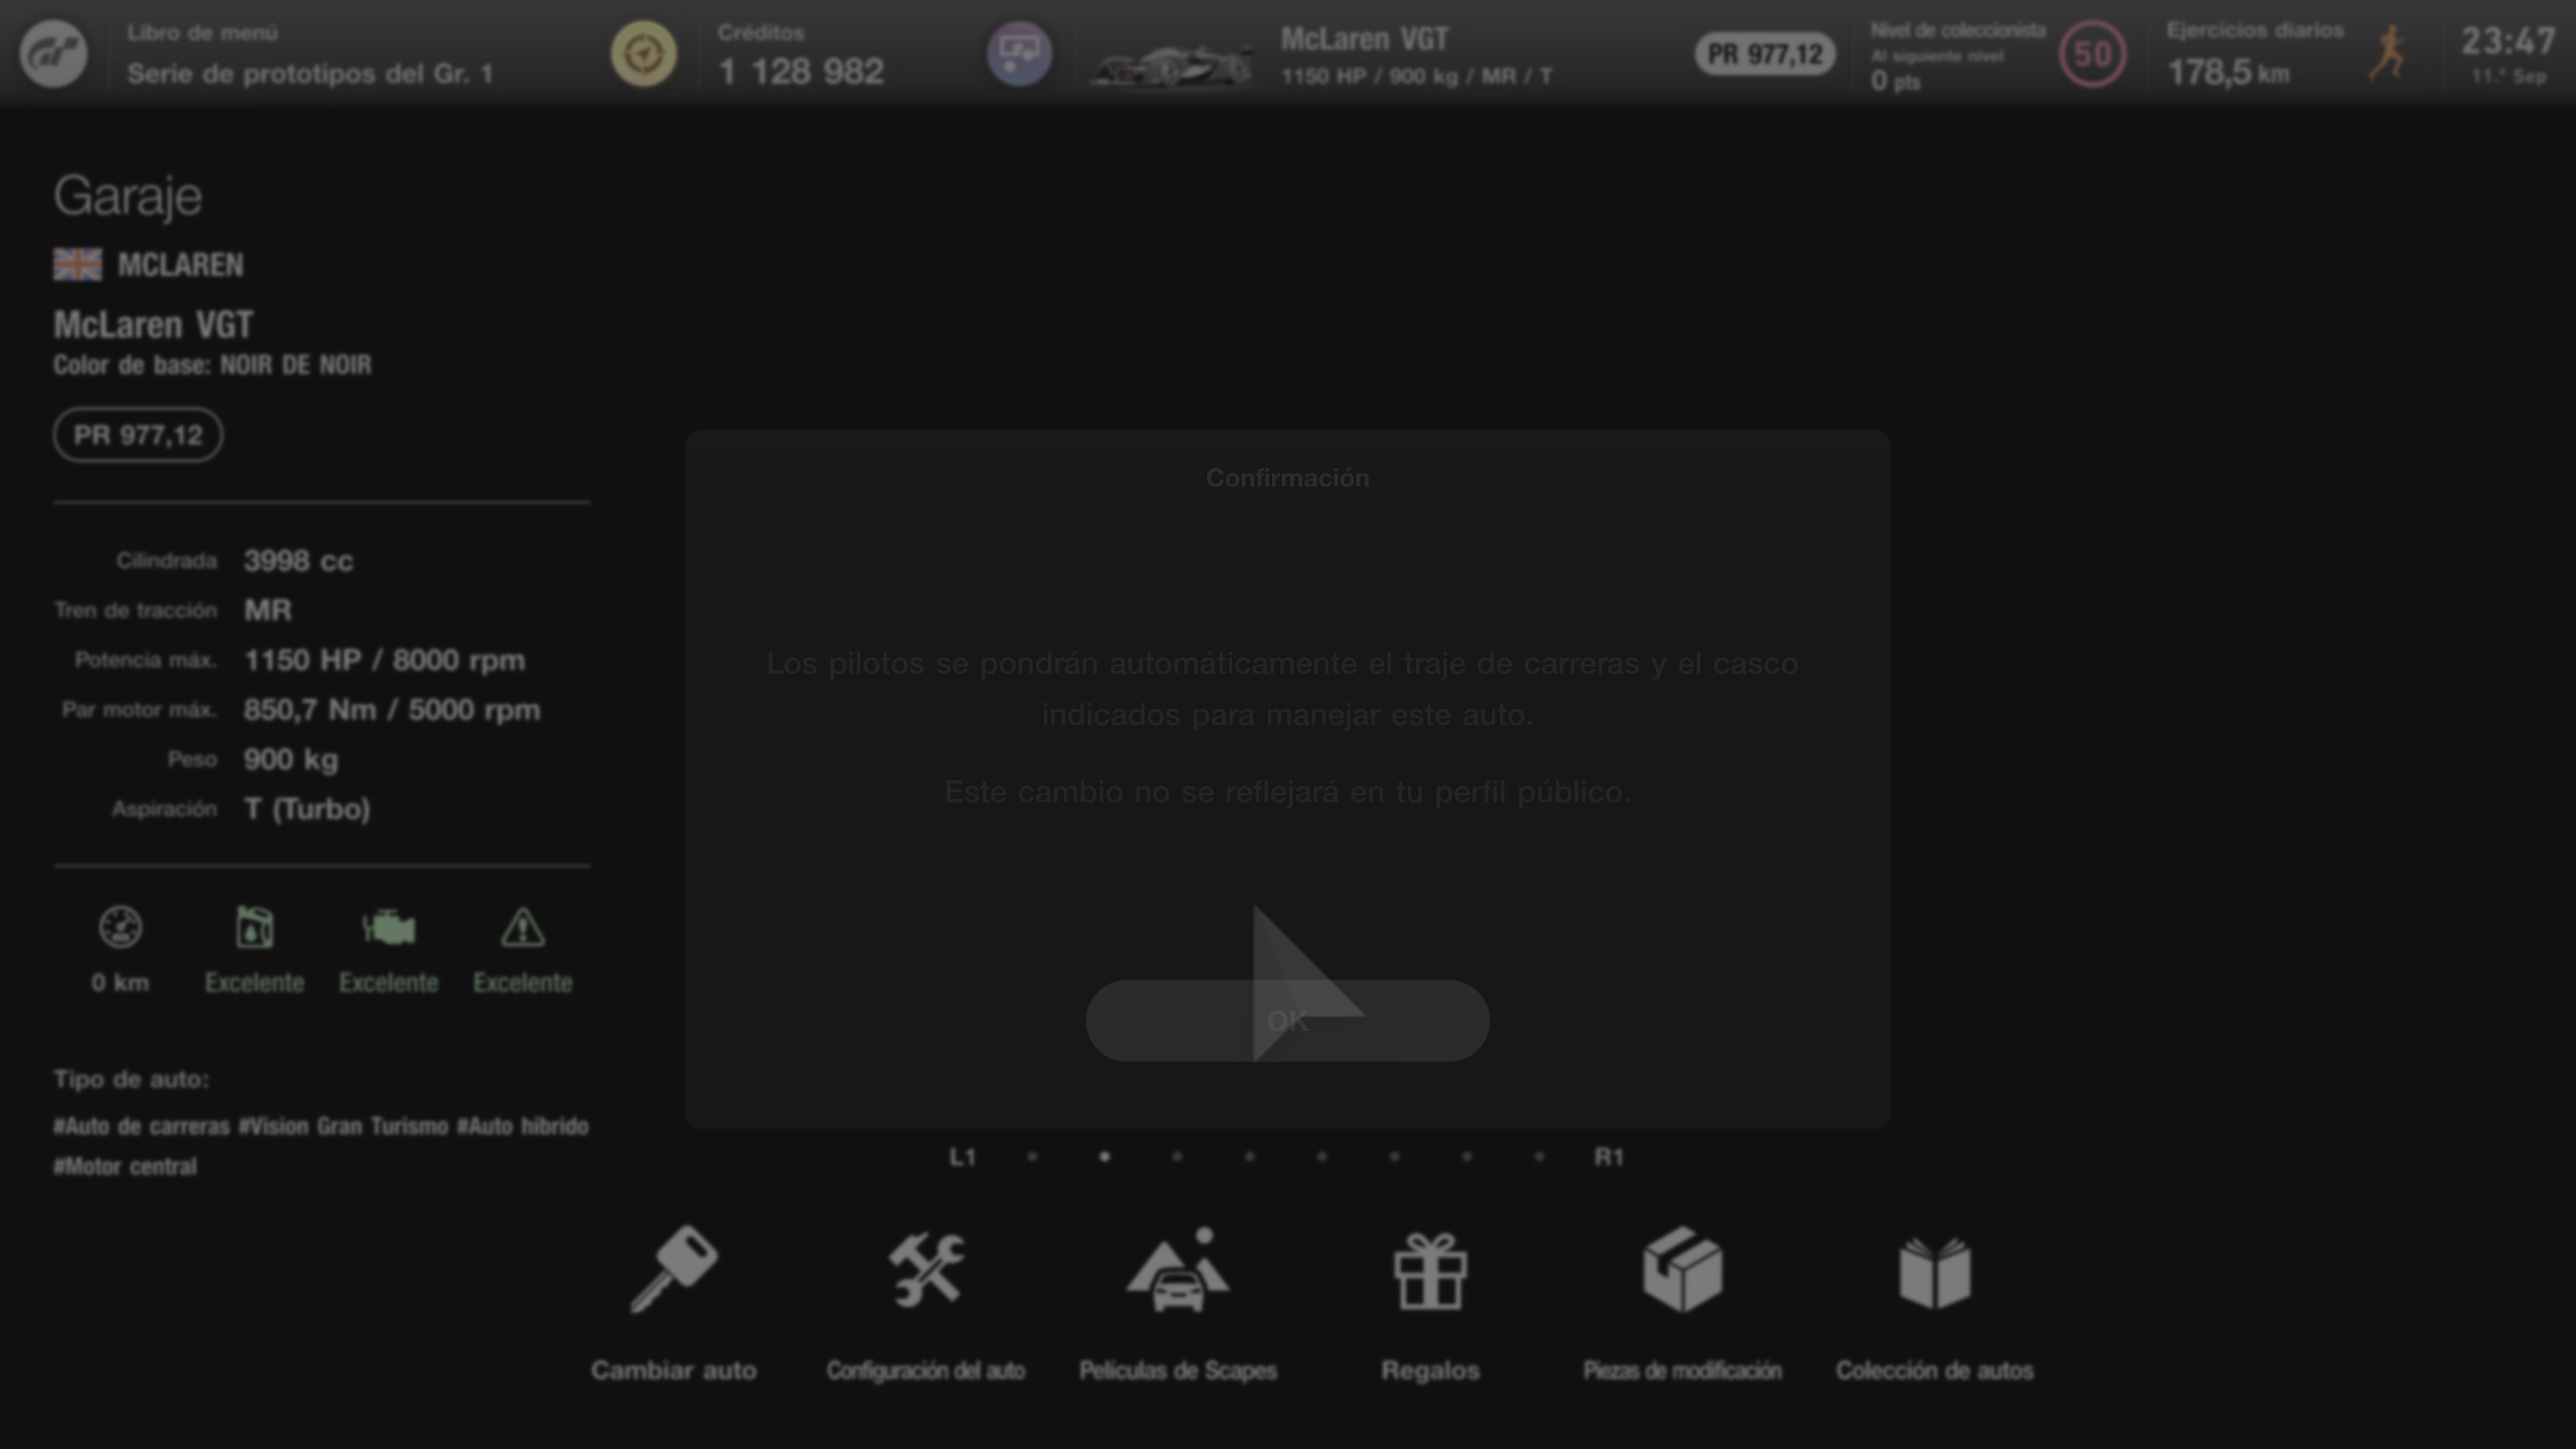 Libro de menú
Serie de prototipos del Gr. 1
Créditos
1 128 982
McLaren VGT
1150 HP / 900 kg / MR / T
PR 977,12
Nivel de coleccionista
Al siguiente nivel
0 pts
50
Ejercicios diarios
178,5 km
23:47
11.° Sep
Garaje
MCLAREN
McLaren VGT
Color de base: NOIR DE NOIR
PR 977,12
Cilindrada 3998 cc
Tren de tracción MR
Potencia máx. 1150 HP / 8000 rpm
Par motor máx. 850,7 Nm / 5000 rpm
Peso 900 kg
Aspiración T (Turbo)
0 km
Excelente
Excelente
Excelente
Tipo de auto:
#Auto de carreras #Vision Gran Turismo #Auto híbrido
#Motor central
Confirmación
Los pilotos se pondrán automáticamente el traje de carreras y el casco
indicados para manejar este auto.
Este cambio no se reflejará en tu perfil público.
OK
L1
R1
Cambiar auto
Configuración del auto
Películas de Scapes
Regalos
Piezas de modificación
Colección de autos